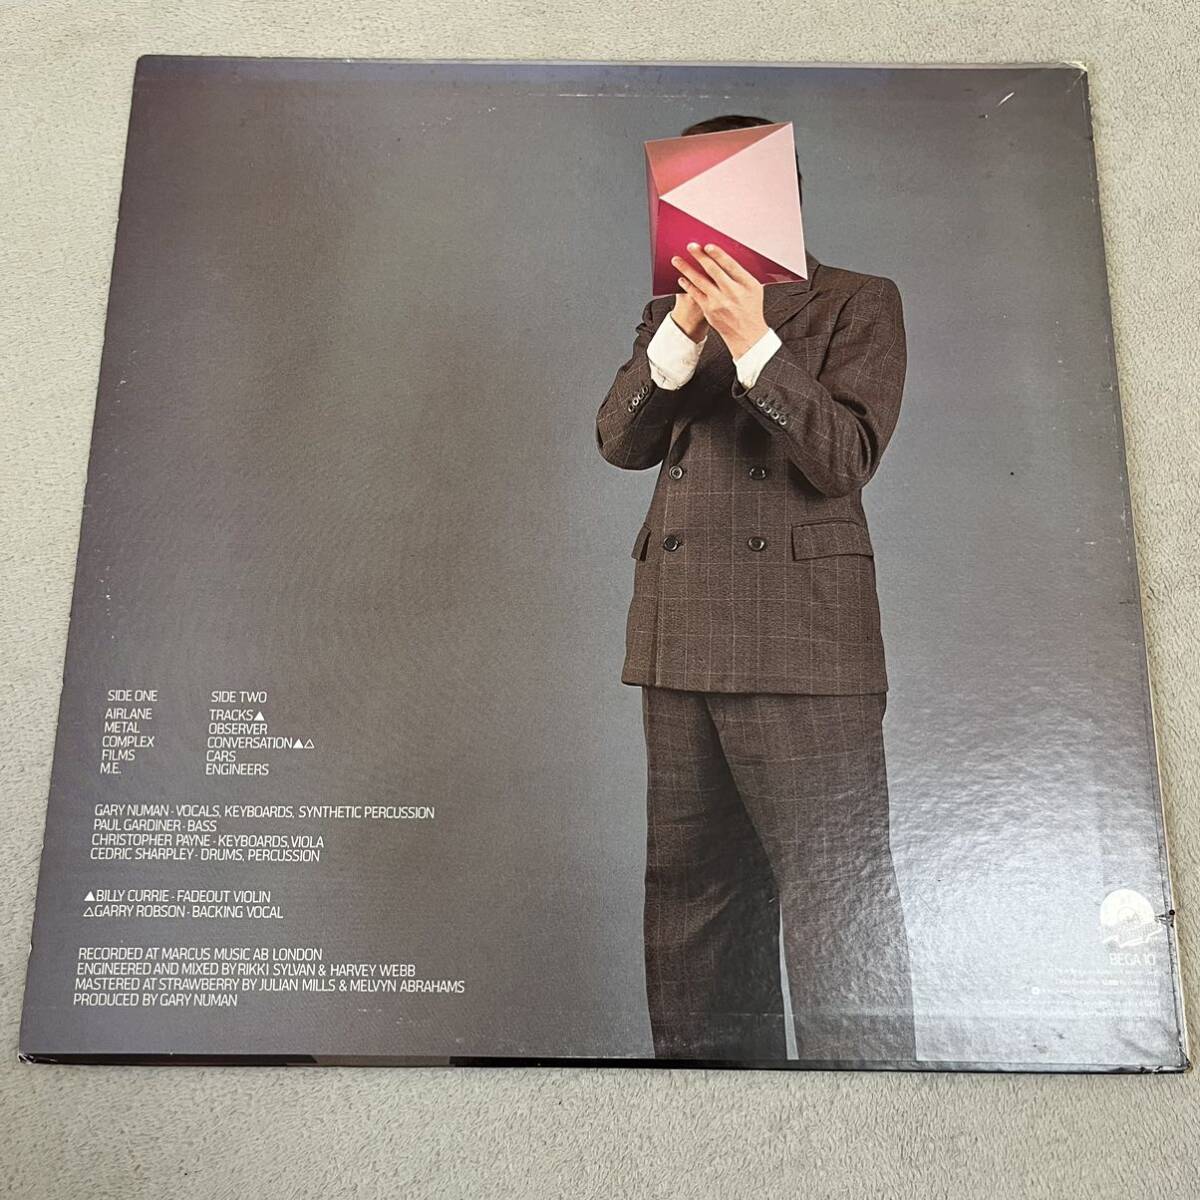 SIDE ONE
AIRLANE
METAL
COMPLEX
FILMS
M.E.
SIDE TWO
TRACKS▲
OBSERVER
CONVERSATION▲△
CARS
ENGINEERS
GARY NUMAN - VOCALS, KEYBOARDS, SYNTHETIC PERCUSSION
PAUL GARDINER - BASS
CHRISTOPHER PAYNE - KEYBOARDS, VIOLA
CEDRIC SHARPLEY - DRUMS, PERCUSSION
▲BILLY CURRIE - FADEOUT VIOLIN
△GARRY ROBSON - BACKING VOCAL
RECORDED AT MARCUS MUSIC AB LONDON
ENGINEERED AND MIXED BY RIKKI SYLVAN & HARVEY WEBB
MASTERED AT STRAWBERRY BY JULIAN MILLS & MELVYN ABRAHAMS
PRODUCED BY GARY NUMAN
BEGA 10